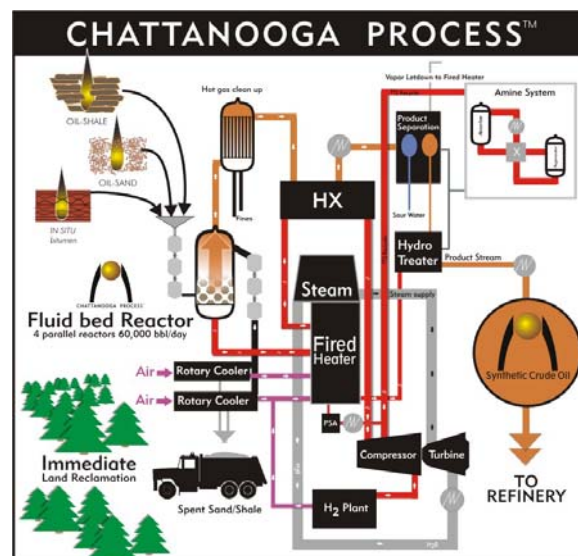 CHATTANOOGA PROCESS™
OIL-SHALE
OIL-SAND
IN SITU
bitumen
CHATTANOOGA PROCESS
Fluid bed Reactor
4 parallel reactors 60,000 bbl/day
Hot gas clean up
Fines
HX
Vapor Letdown to Fired Heater
Product
Separation
Sour Water
Amine System
Hydro
Treater
Product Stream
Steam
Steam supply
Fired
Heater
Air
Rotary Cooler
Air
Rotary Cooler
PSA
Compressor
Turbine
H2 Plant
Spent Sand/Shale
Immediate
Land Reclamation
Synthetic Crude Oil
TO
REFINERY